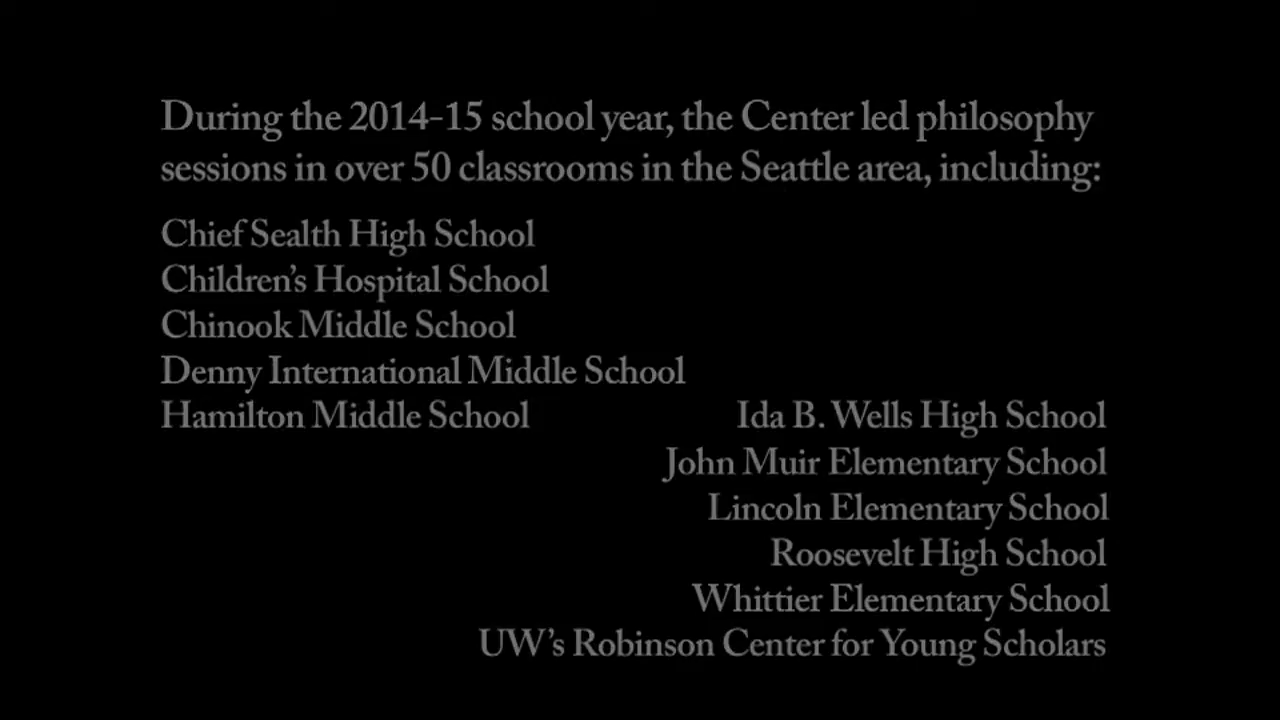 During the 2014-15 school year, the Center led philosophy
sessions in over 50 classrooms in the Seattle area, including:
Chief Sealth High School
Children's Hospital School
Chinook Middle School
Denny International Middle School
Hamilton Middle School
Ida B. Wells High School
John Muir Elementary School
Lincoln Elementary School
Roosevelt High School
Whittier Elementary School
UW's Robinson Center for Young Scholars